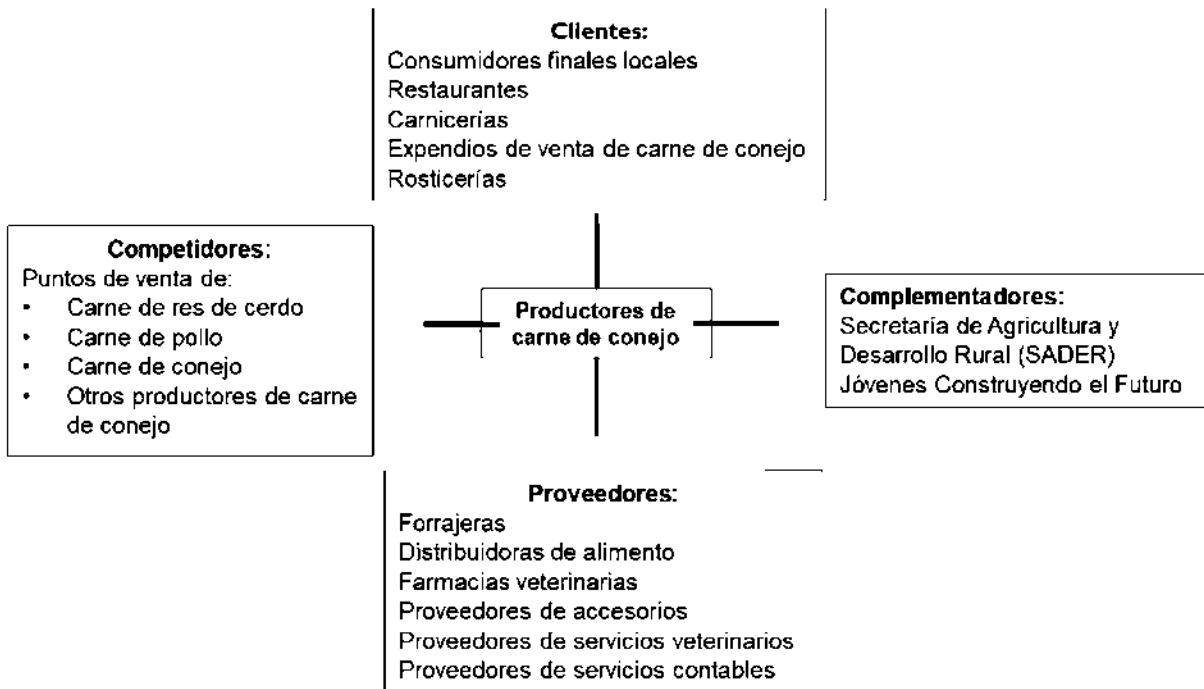 Clientes:
Consumidores finales locales
Restaurantes
Carnicerías
Expendios de venta de carne de conejo
Rosticerías
Competidores:
Puntos de venta de:
• Carne de res de cerdo
• Carne de pollo
• Carne de conejo
• Otros productores de carne
de conejo
Productores de
carne de conejo
Complementadores:
Secretaría de Agricultura y
Desarrollo Rural (SADER)
Jóvenes Construyendo el Futuro
Proveedores:
Forrajeras
Distribuidoras de alimento
Farmacias veterinarias
Proveedores de accesorios
Proveedores de servicios veterinarios
Proveedores de servicios contables